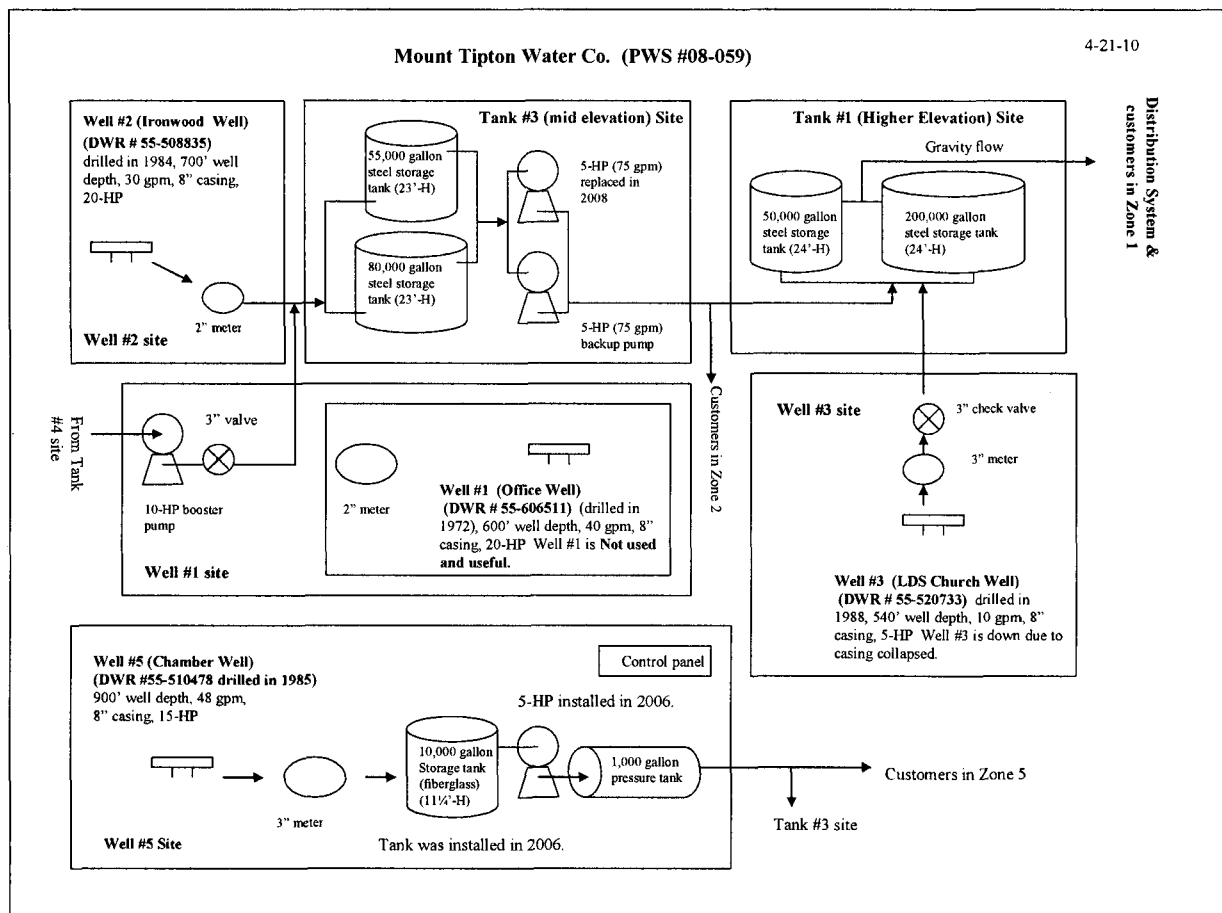 Mount Tipton Water Co. (PWS #08-059)
4-21-10
Well #2 (Ironwood Well)
(DWR # 55-508835)
drilled in 1984, 700' well
depth, 30 gpm, 8" casing,
20-HP
2" meter
Well #2 site
Tank #3 (mid elevation) Site
55,000 gallon
steel storage
tank (23'-H)
80,000 gallon
steel storage
tank (23'-H)
5-HP (75 gpm)
replaced in
2008
5-HP (75 gpm)
backup pump
Tank #1 (Higher Elevation) Site
Gravity flow
50,000 gallon
steel storage
tank (24'-H)
200,000 gallon
steel storage tank
(24'-H)
Distribution System &
customers in Zone 1
From Tank
#4 site
3" valve
10-HP booster
pump
Well #1 site
2" meter
Well #1 (Office Well)
(DWR # 55-606511) (drilled in
1972), 600' well depth, 40 gpm, 8"
casing, 20-HP Well #1 is Not used
and useful.
Customers in Zone 2
Well #3 site
3" check valve
3" meter
Well #3 (LDS Church Well)
(DWR # 55-520733) drilled in
1988, 540' well depth, 10 gpm, 8"
casing, 5-HP Well #3 is down due to
casing collapsed.
Well #5 (Chamber Well)
(DWR #55-510478 drilled in 1985)
900' well depth, 48 gpm,
8" casing, 15-HP
Control panel
5-HP installed in 2006.
3" meter
10,000 gallon
Storage tank
(fiberglass)
(11¼'-H)
1,000 gallon
pressure tank
Customers in Zone 5
Tank #3 site
Well #5 Site
Tank was installed in 2006.